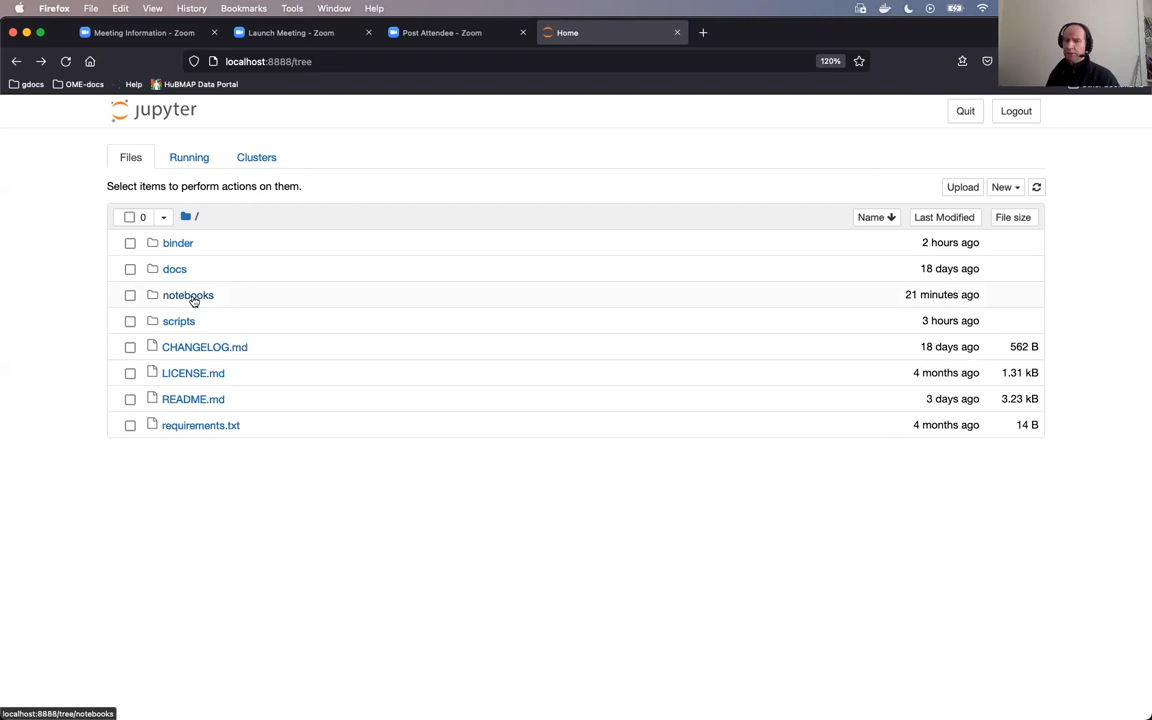 Firefox File Edit View History Bookmarks Tools Window Help
Meeting Information - Zoom × Launch Meeting - Zoom × Post Attendee - Zoom × Home × +
localhost:8888/tree 120%
gdocs OME-docs Help HuBMAP Data Portal
jupyter Quit Logout
Files Running Clusters
Select items to perform actions on them. Upload New
0 / Name Last Modified File size
binder 2 hours ago
docs 18 days ago
notebooks 21 minutes ago
scripts 3 hours ago
CHANGELOG.md 18 days ago 562 B
LICENSE.md 4 months ago 1.31 kB
README.md 3 days ago 3.23 kB
requirements.txt 4 months ago 14 B
localhost:8888/tree/notebooks